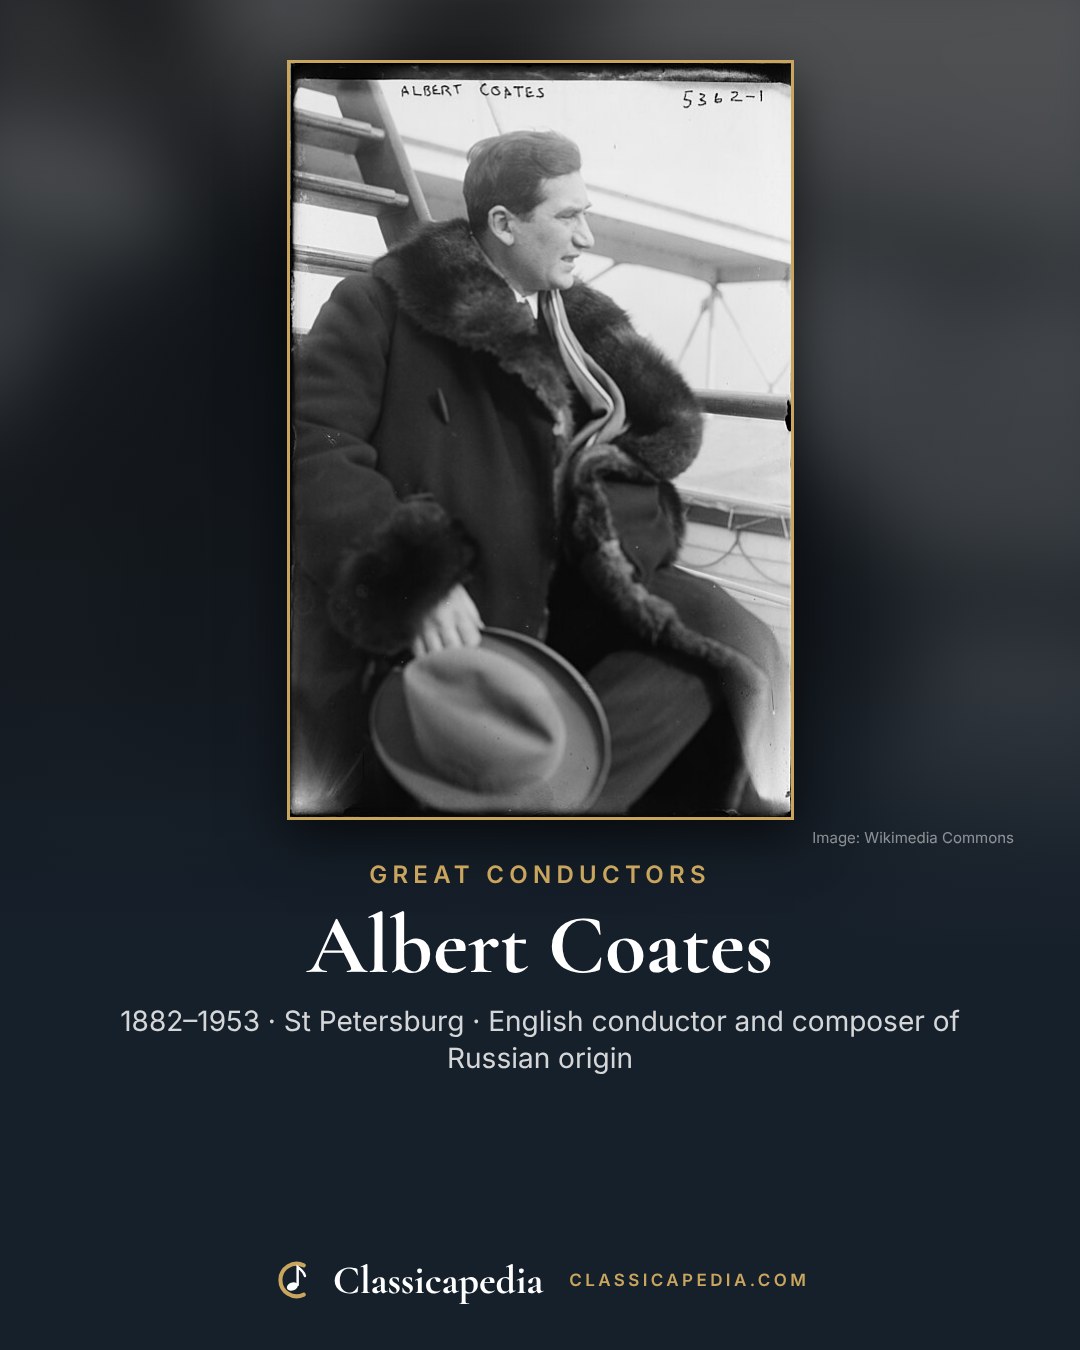 ALBERT COATES 5362-1
Image: Wikimedia Commons
GREAT CONDUCTORS
Albert Coates
1882–1953 · St Petersburg · English conductor and composer of
Russian origin
Classicapedia CLASSICAPEDIA.COM